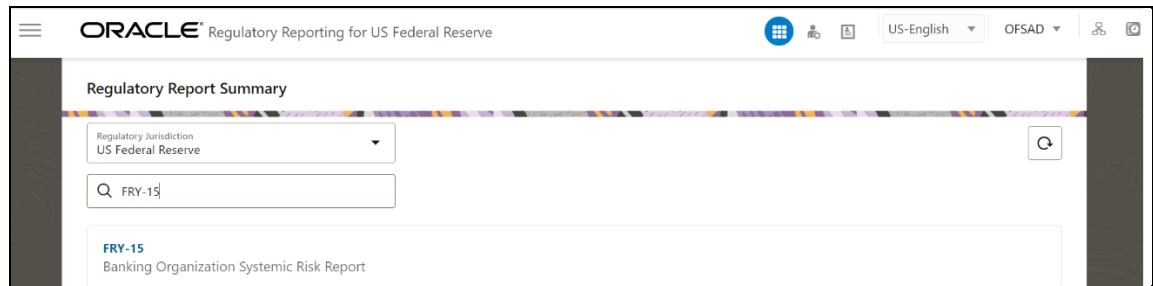 ORACLE® Regulatory Reporting for US Federal Reserve
US-English
OFSAD
Regulatory Report Summary
Regulatory Jurisdiction
US Federal Reserve
FRY-15
FRY-15
Banking Organization Systemic Risk Report